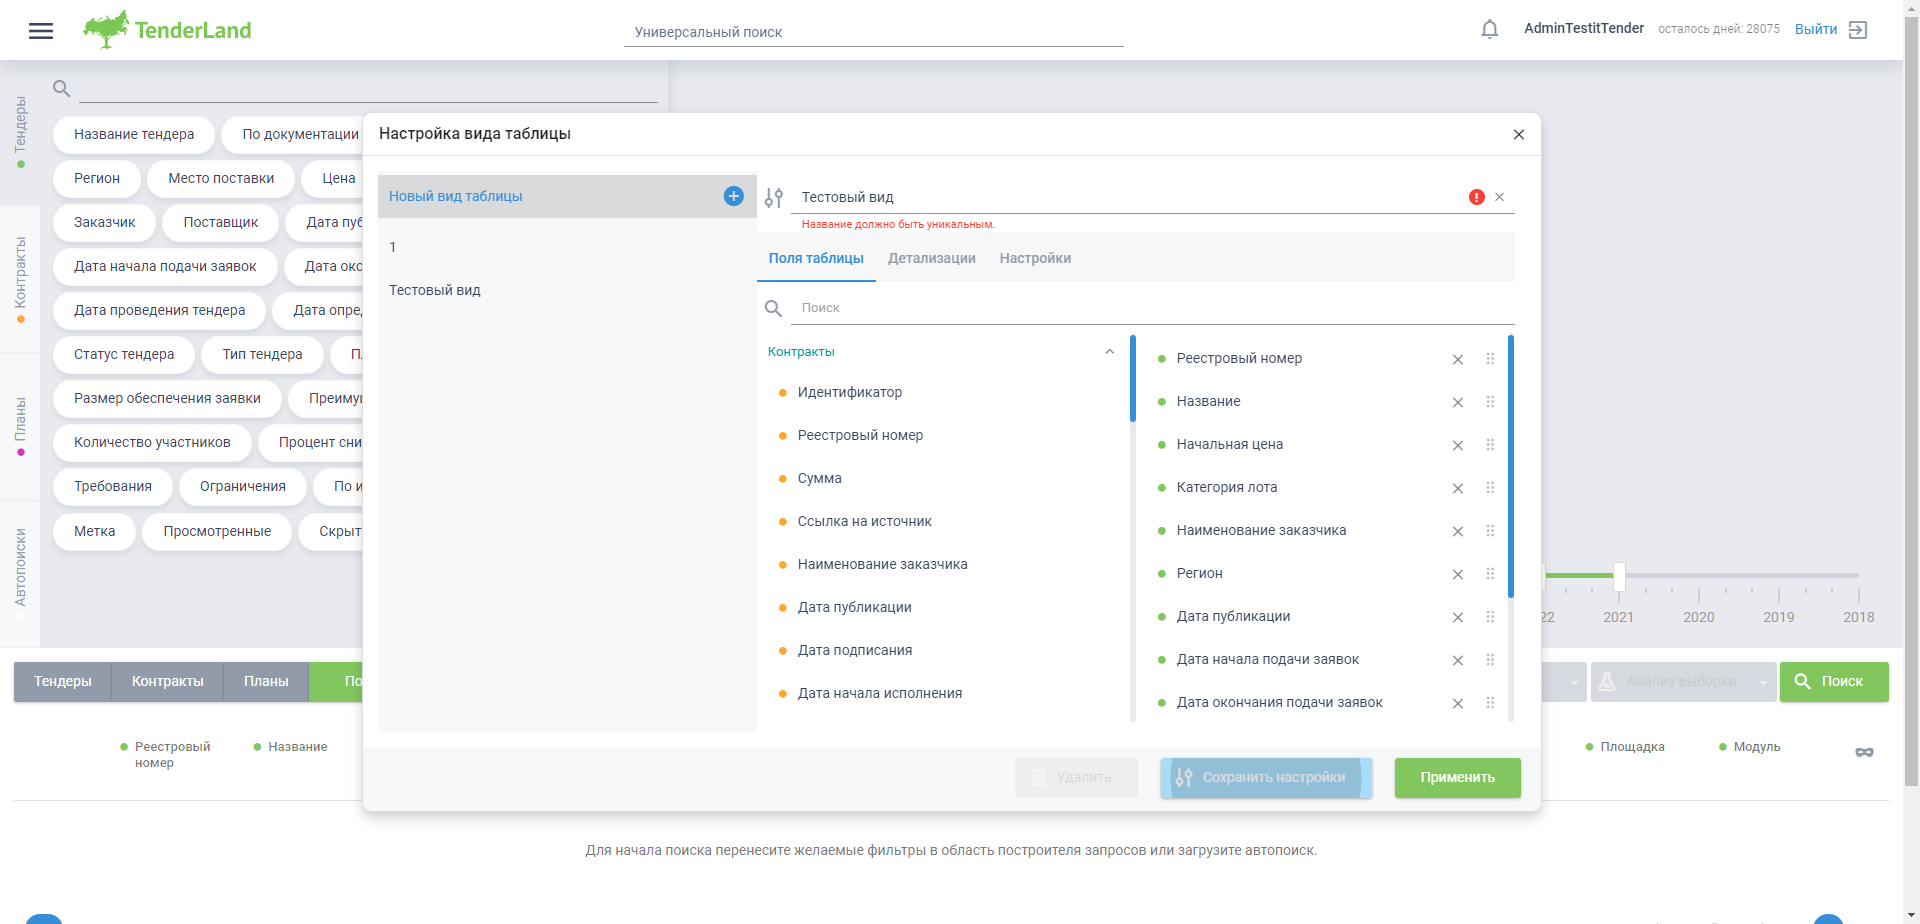 TenderLand
Универсальный поиск
AdminTestitTender
осталось дней: 28075
Выйти
Тендеры
Контракты
Планы
Автопоиски
Название тендера
По документации
Регион
Место поставки
Цена
Заказчик
Поставщик
Дата пуб
Дата начала подачи заявок
Дата око
Дата проведения тендера
Дата опре
Статус тендера
Тип тендера
Размер обеспечения заявки
Преиму
Количество участников
Процент сни
Требования
Ограничения
По и
Метка
Просмотренные
Скрыт
Настройка вида таблицы
Новый вид таблицы
1
Тестовый вид
Тестовый вид
Название должно быть уникальным.
Поля таблицы
Детализации
Настройки
Поиск
Контракты
Идентификатор
Реестровый номер
Сумма
Ссылка на источник
Наименование заказчика
Дата публикации
Дата подписания
Дата начала исполнения
Реестровый номер
Название
Начальная цена
Категория лота
Наименование заказчика
Регион
Дата публикации
Дата начала подачи заявок
Дата окончания подачи заявок
Удалить
Сохранить настройки
Применить
22
2021
2020
2019
2018
Тендеры
Контракты
Планы
По
Анализ выборки
Поиск
Реестровый
номер
Название
Площадка
Модуль
Для начала поиска перенесите желаемые фильтры в область построителя запросов или загрузите автопоиск.